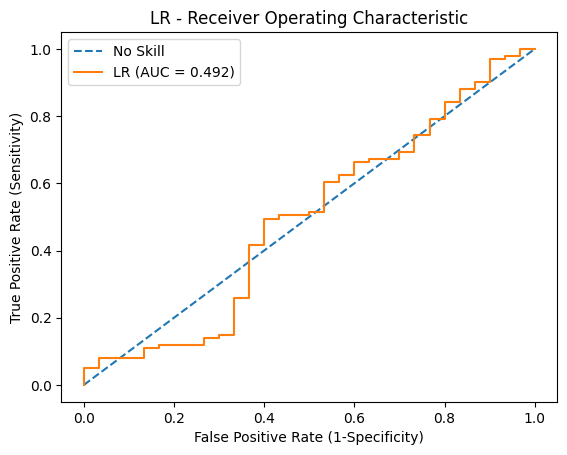 LR - Receiver Operating Characteristic
No Skill
LR (AUC = 0.492)
True Positive Rate (Sensitivity)
1.0
0.8
0.6
0.4
0.2
0.0
0.0 0.2 0.4 0.6 0.8 1.0
False Positive Rate (1-Specificity)